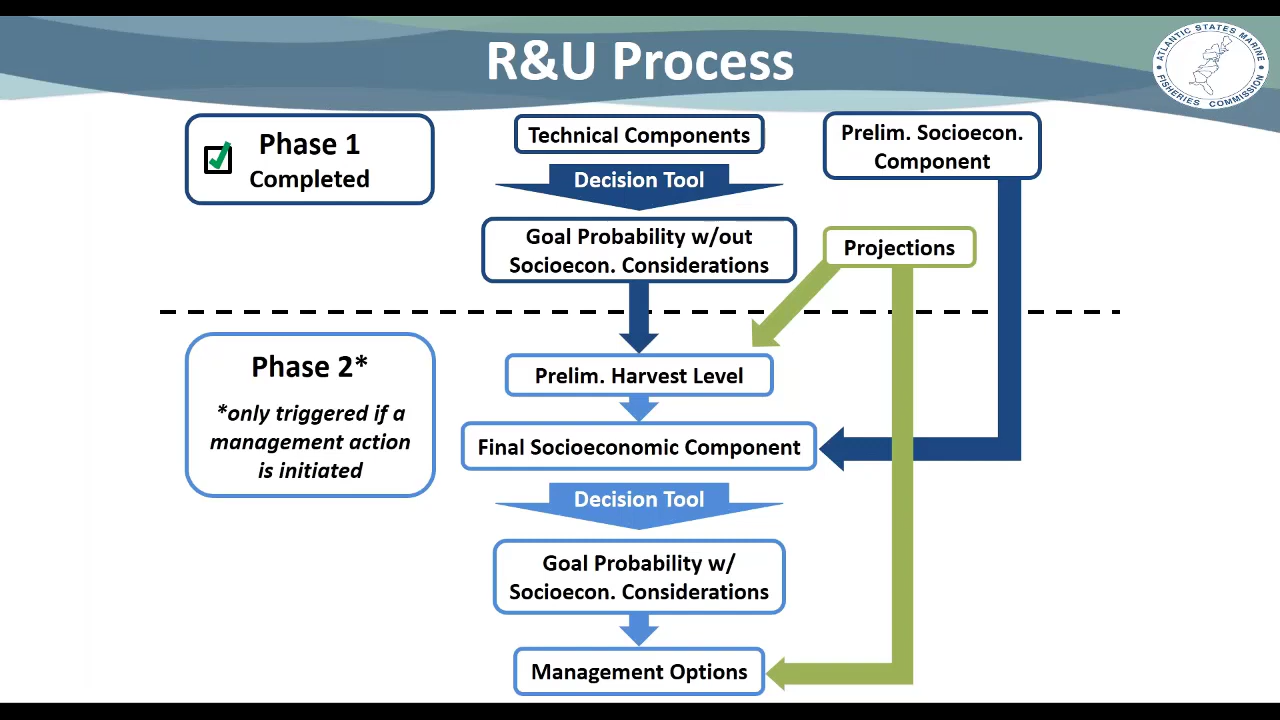 R&U Process
ATLANTIC STATES MARINE
FISHERIES COMMISSION
Phase 1
Completed
Technical Components
Prelim. Socioecon.
Component
Decision Tool
Goal Probability w/out
Socioecon. Considerations
Projections
Phase 2*
*only triggered if a
management action
is initiated
Prelim. Harvest Level
Final Socioeconomic Component
Decision Tool
Goal Probability w/
Socioecon. Considerations
Management Options